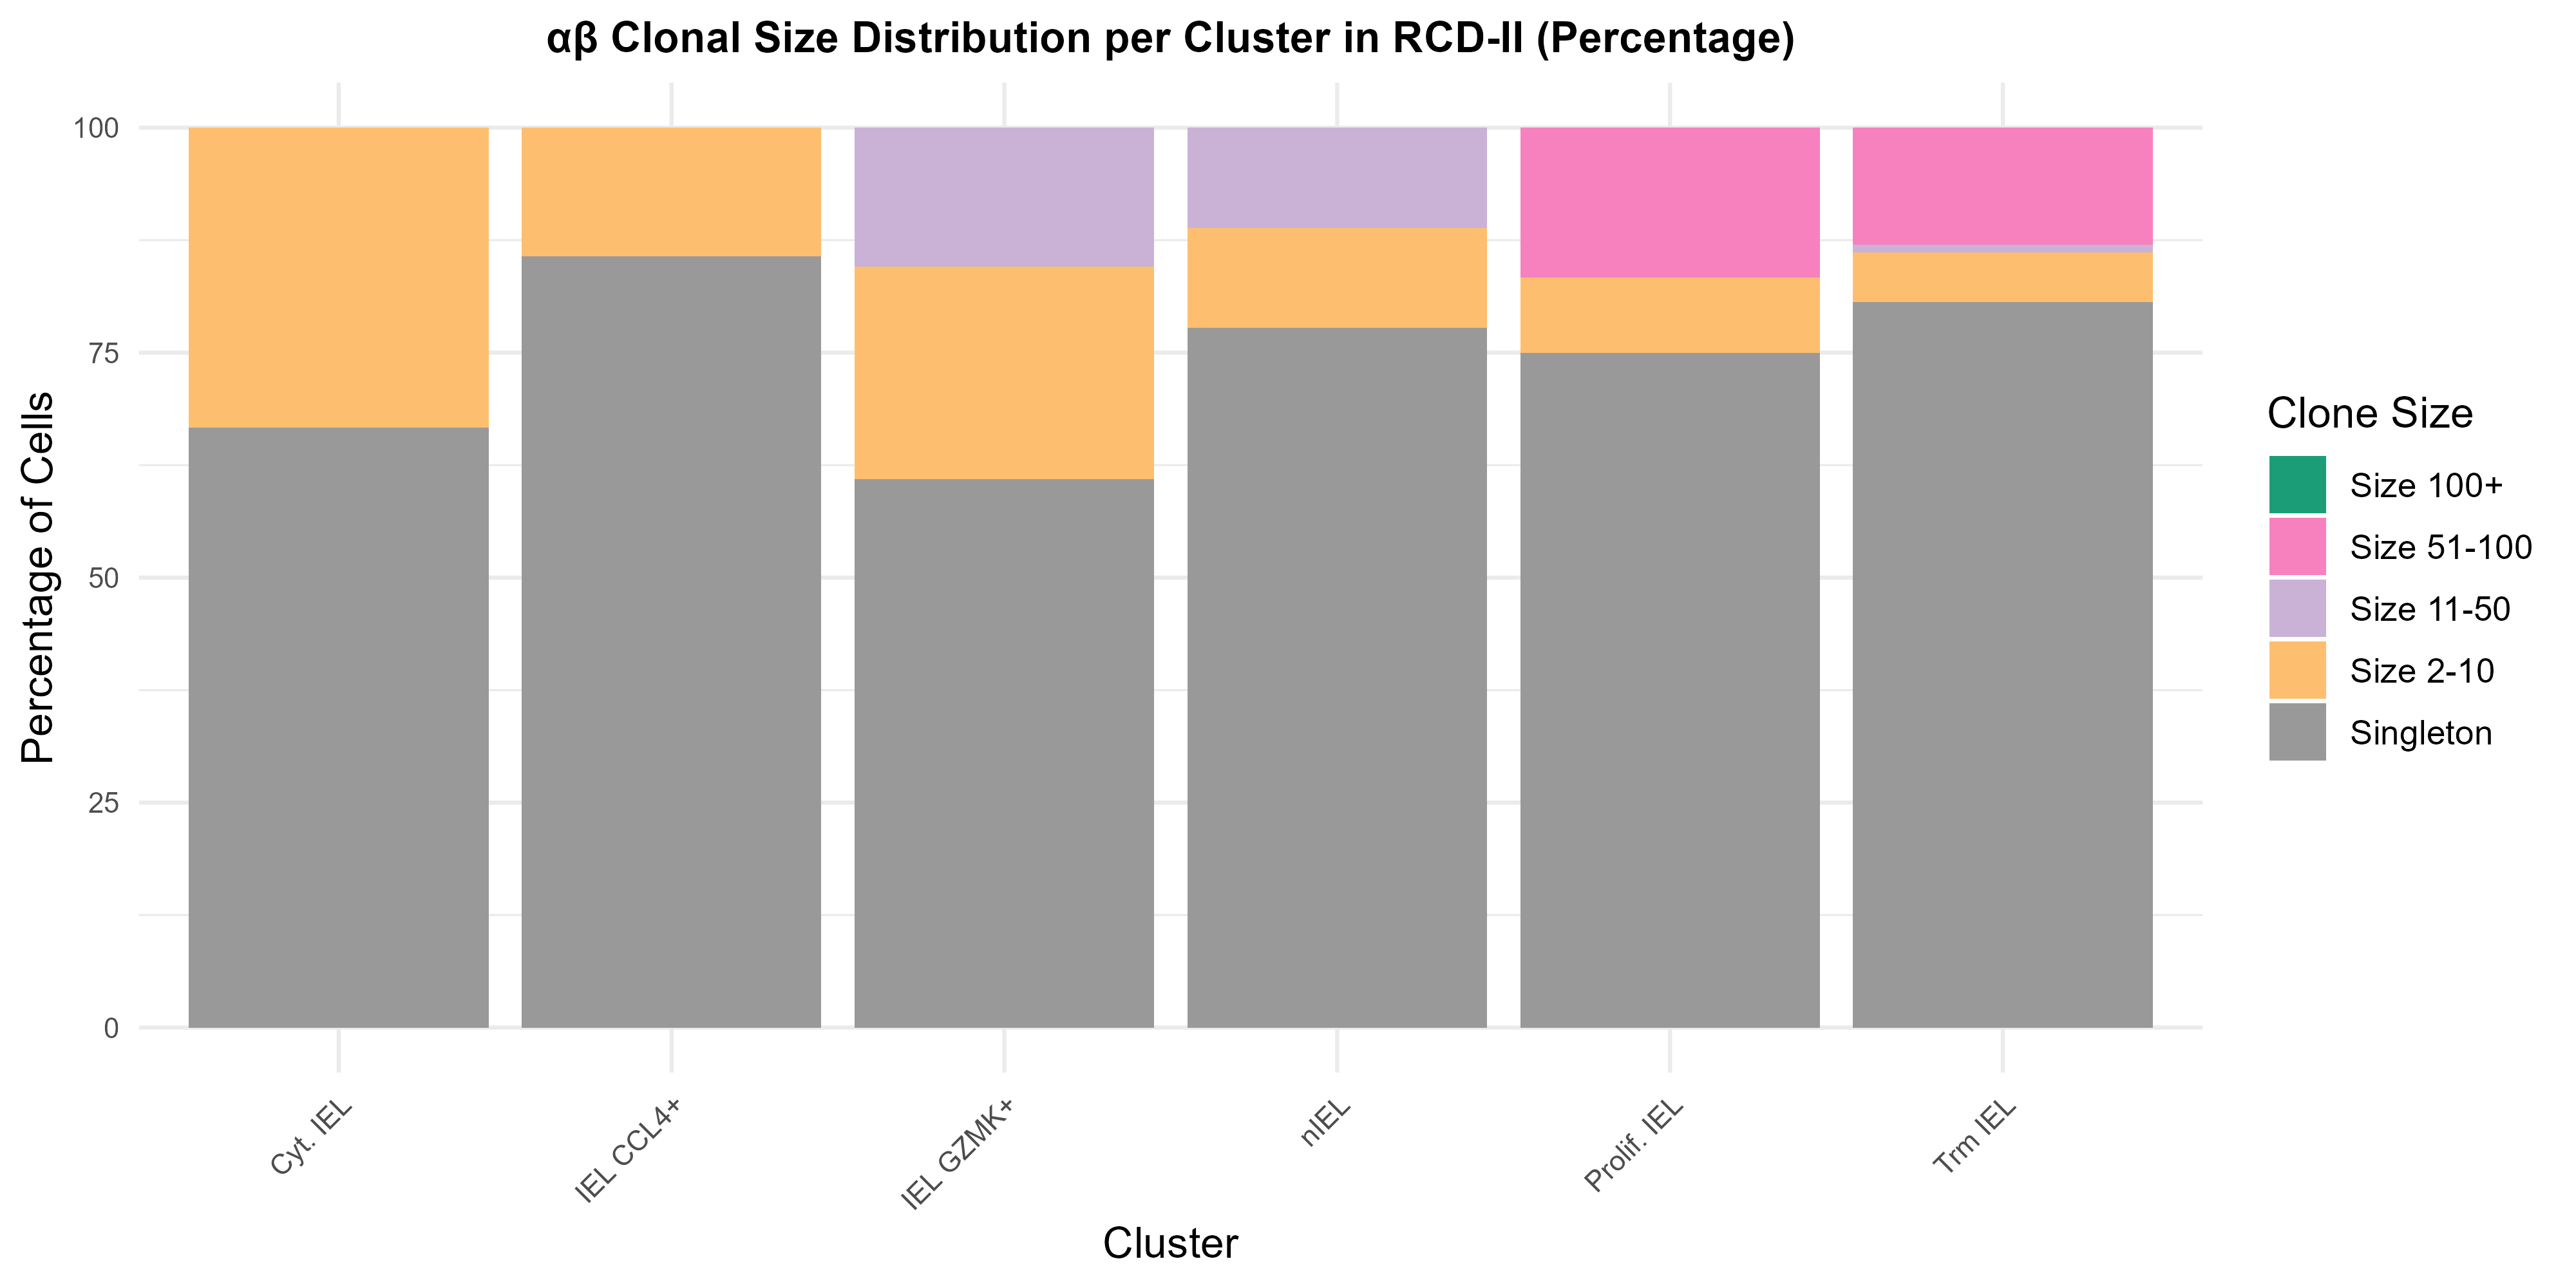 αβ Clonal Size Distribution per Cluster in RCD-II (Percentage)
Percentage of Cells
100
75
50
25
0
Cyt. IEL
IEL CCL4+
IEL GZMK+
nIEL
Prolif. IEL
Trm IEL
Cluster
Clone Size
Size 100+
Size 51-100
Size 11-50
Size 2-10
Singleton